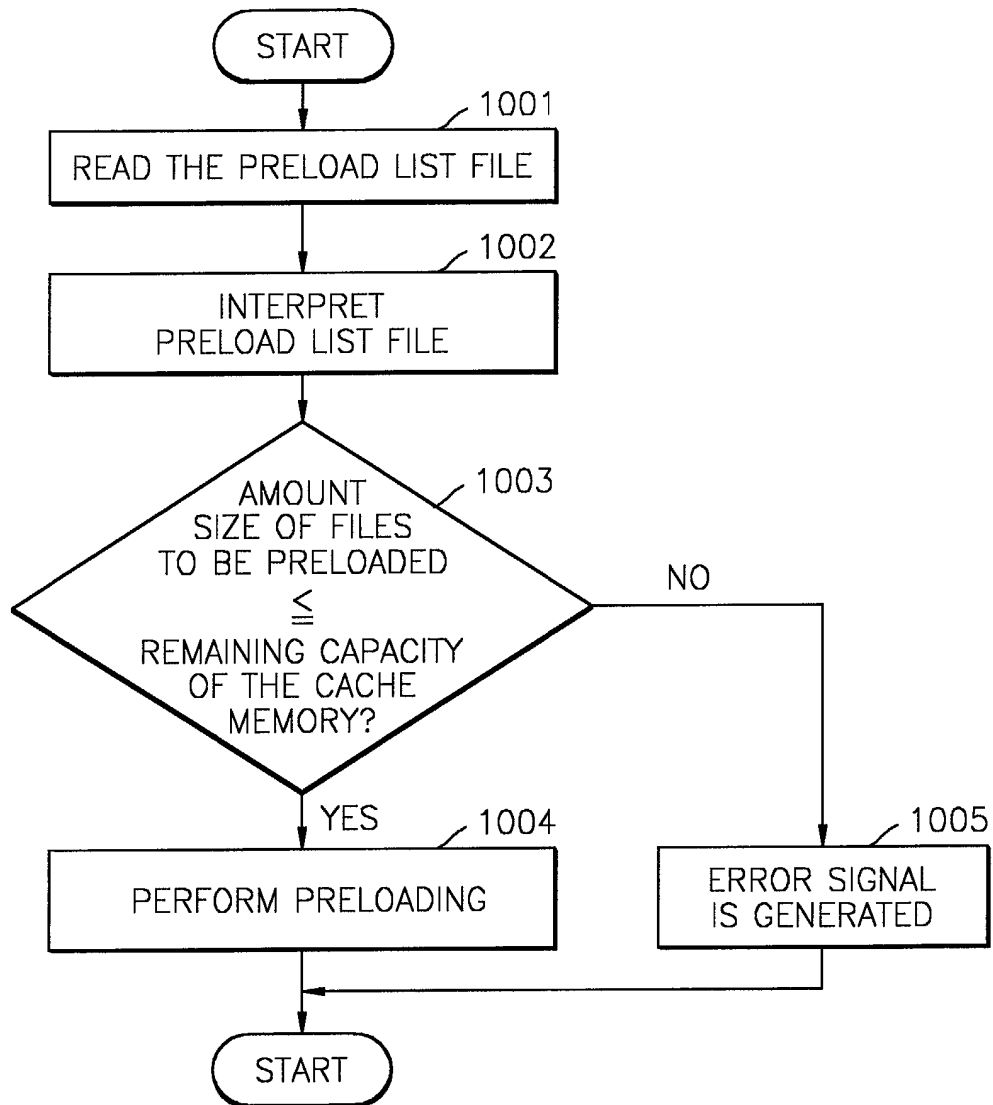 START
1001
READ THE PRELOAD LIST FILE
1002
INTERPRET
PRELOAD LIST FILE
1003
AMOUNT
SIZE OF FILES
TO BE PRELOADED
≦
REMAINING CAPACITY
OF THE CACHE
MEMORY?
NO
YES
1004
PERFORM PRELOADING
1005
ERROR SIGNAL
IS GENERATED
START